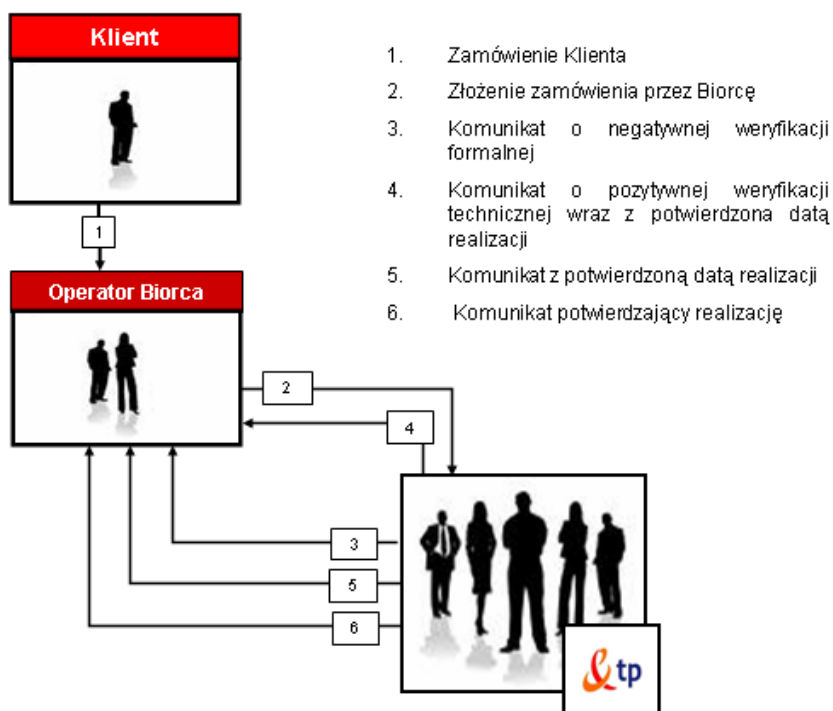 Klient
1
Operator Biorca
2
4
3
5
6
tp
1. Zamówienie Klienta
2. Złożenie zamówienia przez Biorcę
3. Komunikat o negatywnej weryfikacji
formalnej
4. Komunikat o pozytywnej weryfikacji
technicznej wraz z potwierdzona datą
realizacji
5. Komunikat z potwierdzoną datą realizacji
6. Komunikat potwierdzający realizację